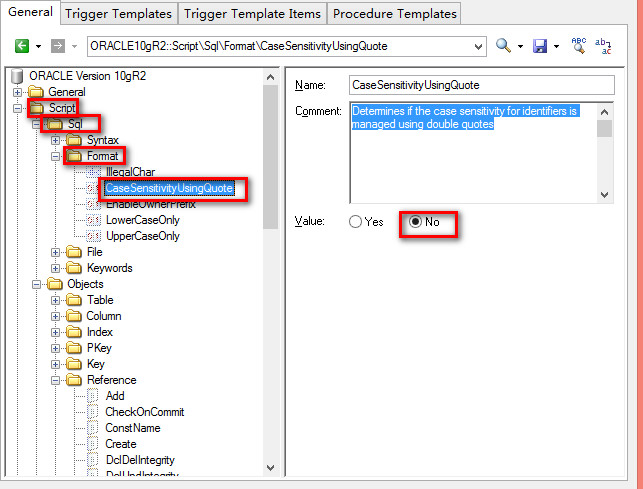 General
Trigger Templates
Trigger Template Items
Procedure Templates
ORACLE10gR2::Script\Sql\Format\CaseSensitivityUsingQuote
ABC
ab
ac
ORACLE Version 10gR2
General
Script
Sql
Syntax
Format
IllegalChar
CaseSensitivityUsingQuote
EnableOwnerPrefix
LowerCaseOnly
UpperCaseOnly
File
Keywords
Objects
Table
Column
Index
PKey
Key
Reference
Add
CheckOnCommit
ConstName
Create
DclDelIntegrity
DclUpdIntegrity
Name:
CaseSensitivityUsingQuote
Comment:
Determines if the case sensitivity for identifiers is
managed using double quotes
Value:
Yes
No